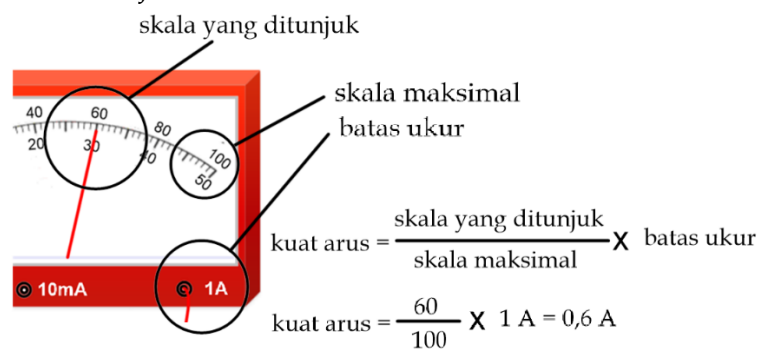 skala yang ditunjuk
skala maksimal
batas ukur
40 60 80 100
20 30 40 50
10mA 1A
kuat arus = skala yang ditunjuk / skala maksimal X batas ukur
kuat arus = 60 / 100 X 1 A = 0,6 A